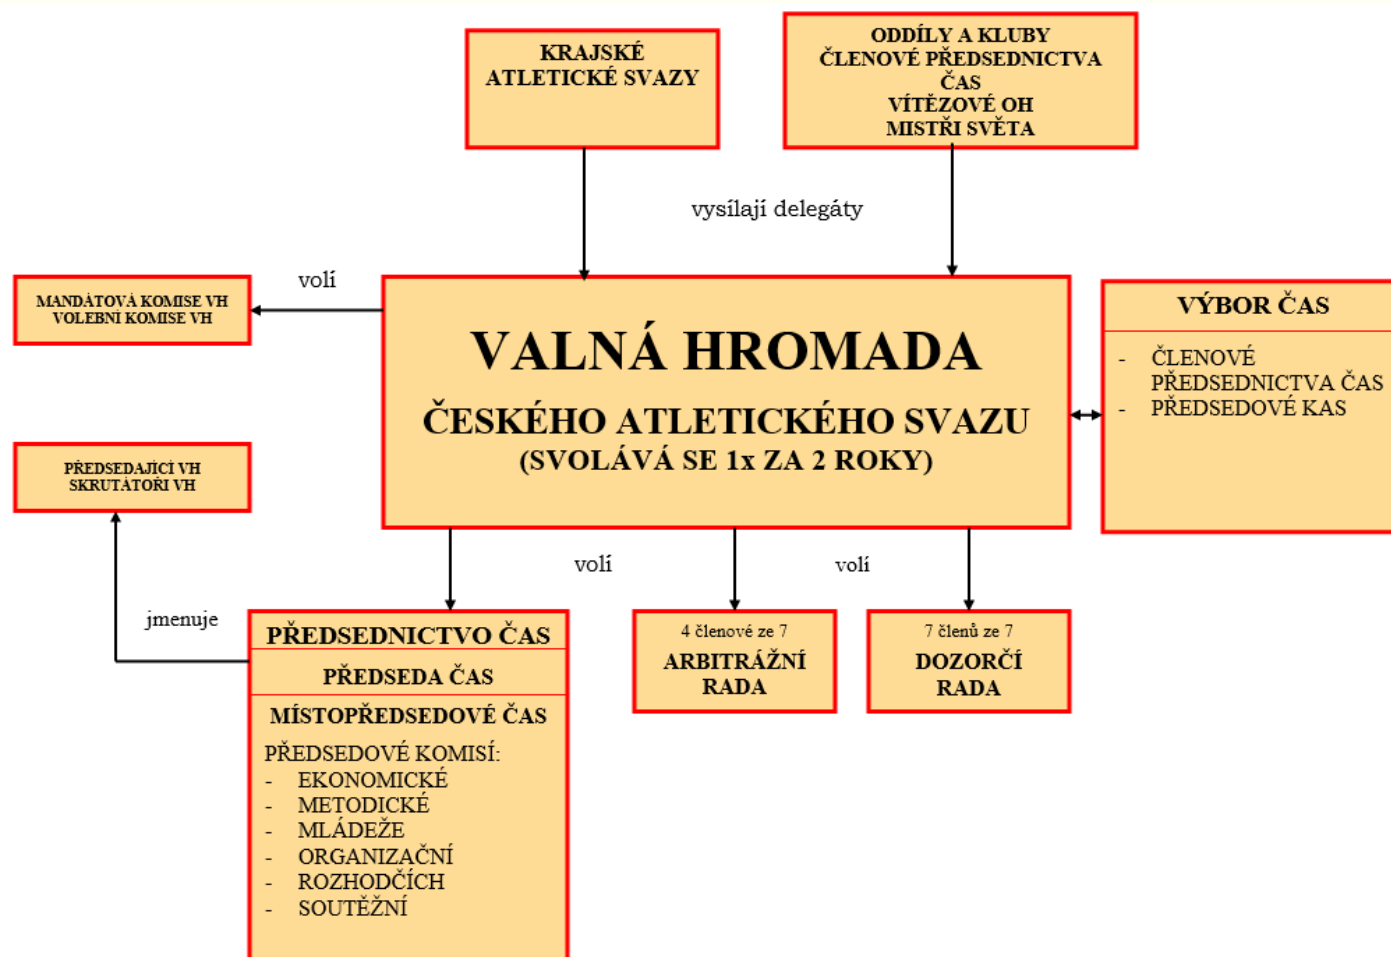 KRAJSKÉ
ATLETICKÉ SVAZY
ODDÍLY A KLUBY
ČLENOVÉ PŘEDSEDNICTVA
ČAS
VÍTĚZOVÉ OH
MISTŘI SVĚTA
vysílají delegáty
volí
MANDÁTOVÁ KOMISE VH
VOLEBNÍ KOMISE VH
VALNÁ HROMADA
ČESKÉHO ATLETICKÉHO SVAZU
(SVOLÁVÁ SE 1x ZA 2 ROKY)
VÝBOR ČAS
- ČLENOVÉ
PŘEDSEDNICTVA ČAS
- PŘEDSEDOVÉ KAS
PŘEDSEDAJÍCÍ VH
SKRUTÁTOŘI VH
volí
volí
jmenuje
PŘEDSEDNICTVO ČAS
PŘEDSEDA ČAS
MÍSTOPŘEDSEDOVÉ ČAS
PŘEDSEDOVÉ KOMISÍ:
- EKONOMICKÉ
- METODICKÉ
- MLÁDEŽE
- ORGANIZAČNÍ
- ROZHODČÍCH
- SOUTĚŽNÍ
4 členové ze 7
ARBITRÁŽNÍ
RADA
7 členů ze 7
DOZORČÍ
RADA